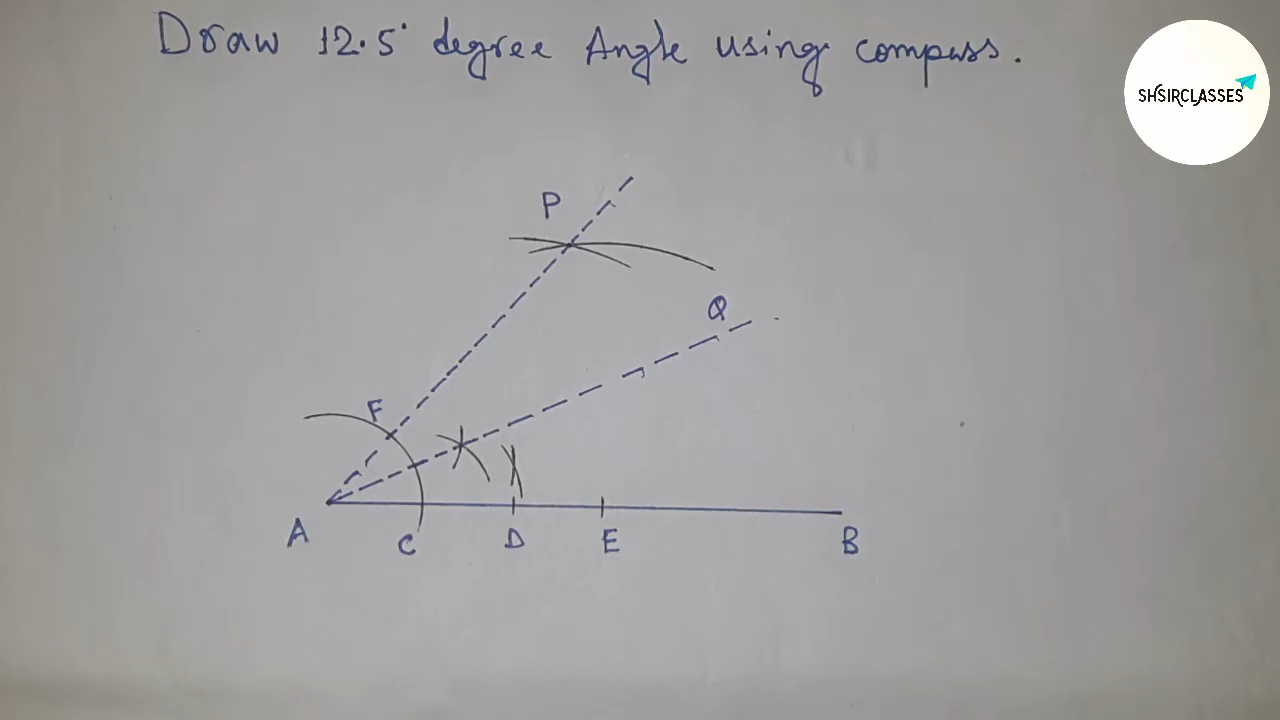 Draw 12.5° degree Angle using compass.
SHSIRCLASSES
P
Q
F
A
C
D
E
B